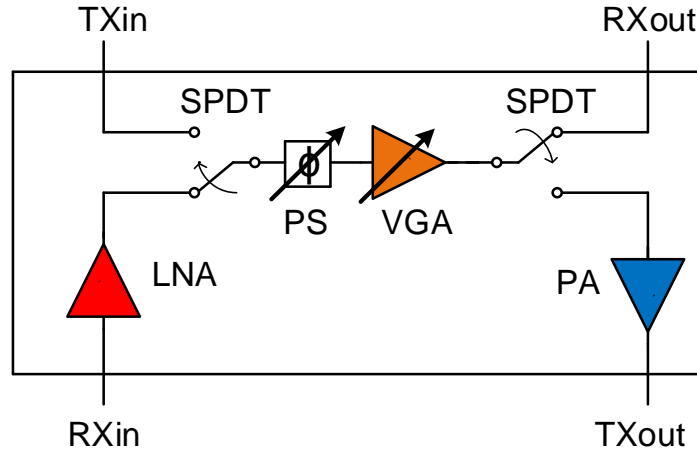 TXin
RXout
SPDT
SPDT
ϕ
PS
VGA
LNA
PA
RXin
TXout